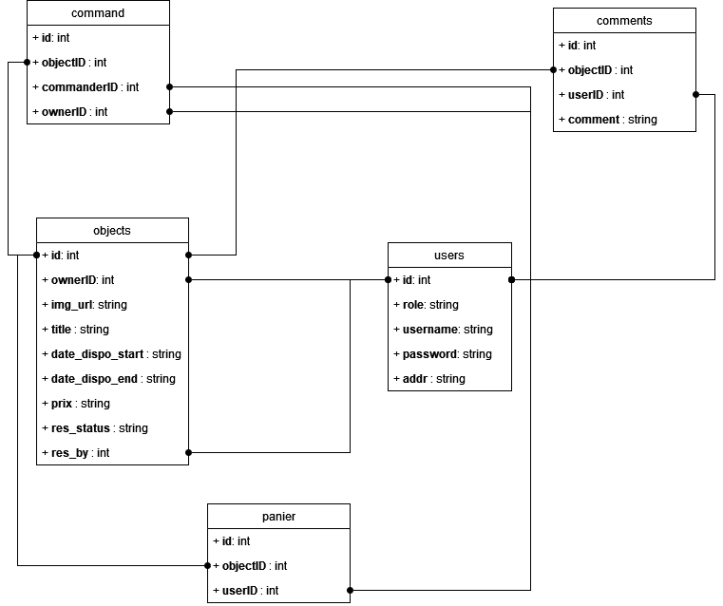 command
+ id: int
+ objectID : int
+ commanderID : int
+ ownerID : int
comments
+ id: int
+ objectID : int
+ userID : int
+ comment : string
objects
+ id: int
+ ownerID: int
+ img_url: string
+ title : string
+ date_dispo_start : string
+ date_dispo_end : string
+ prix : string
+ res_status : string
+ res_by : int
users
+ id: int
+ role: string
+ username: string
+ password: string
+ addr : string
panier
+ id: int
+ objectID : int
+ userID : int